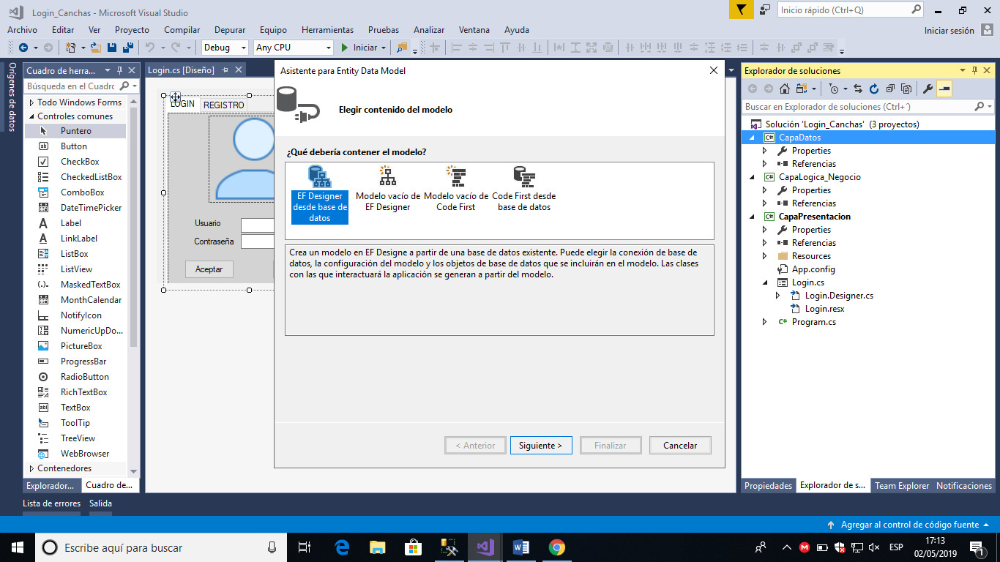 Login_Canchas - Microsoft Visual Studio
Inicio rápido (Ctrl+Q)
Archivo Editar Ver Proyecto Compilar Depurar Equipo Herramientas Pruebas Analizar Ventana Ayuda
Iniciar sesión
Debug Any CPU Iniciar
Orígenes de datos
Cuadro de herra...
Búsqueda en el Cuadro
Todo Windows Forms
Controles comunes
Puntero
Button
CheckBox
CheckedListBox
ComboBox
DateTimePicker
Label
LinkLabel
ListBox
ListView
MaskedTextBox
MonthCalendar
NotifyIcon
NumericUpDo...
PictureBox
ProgressBar
RadioButton
RichTextBox
TextBox
ToolTip
TreeView
WebBrowser
Contenedores
Explorador... Cuadro de...
Login.cs [Diseño]
LOGIN REGISTRO
Usuario
Contraseña
Aceptar
Asistente para Entity Data Model
Elegir contenido del modelo
¿Qué debería contener el modelo?
EF Designer desde base de datos
Modelo vacío de EF Designer
Modelo vacío de Code First
Code First desde base de datos
Crea un modelo en EF Designe a partir de una base de datos existente. Puede elegir la conexión de base de
datos, la configuración del modelo y los objetos de base de datos que se incluirán en el modelo. Las clases
con las que interactuará la aplicación se generan a partir del modelo.
< Anterior Siguiente > Finalizar Cancelar
Explorador de soluciones
Buscar en Explorador de soluciones (Ctrl+´)
Solución 'Login_Canchas' (3 proyectos)
C# CapaDatos
Properties
Referencias
C# CapaLogica_Negocio
Properties
Referencias
C# CapaPresentacion
Properties
Referencias
Resources
App.config
Login.cs
Login.Designer.cs
Login.resx
C# Program.cs
Propiedades Explorador de s... Team Explorer Notificaciones
Lista de errores Salida
Agregar al control de código fuente
Escribe aquí para buscar
ESP
17:13
02/05/2019
1